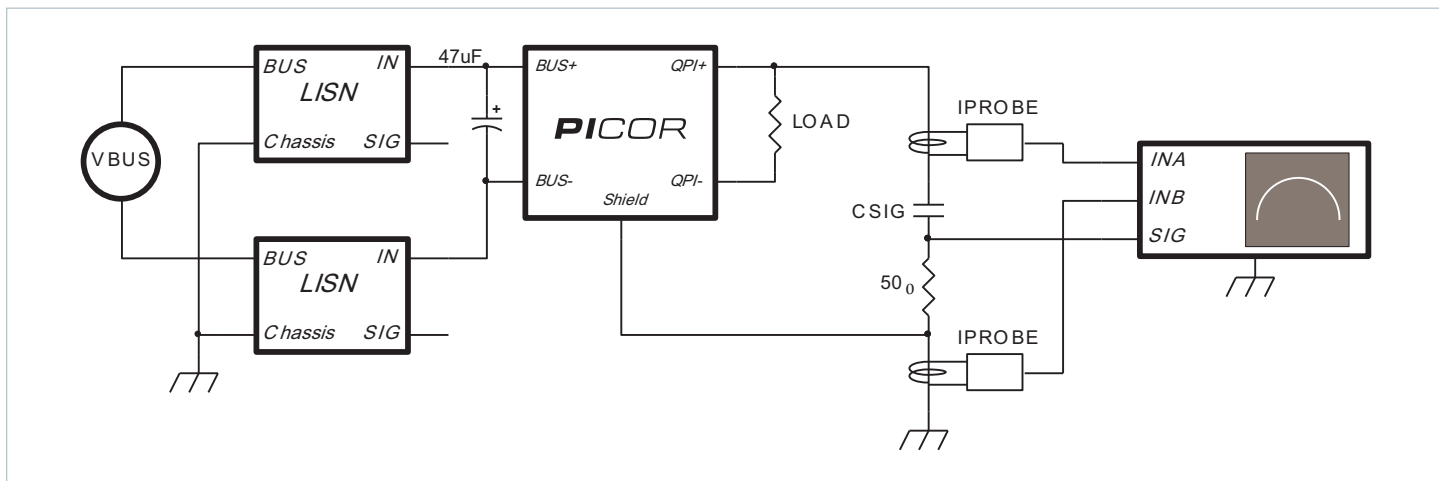 47uF
BUS
IN
LISN
Chassis
SIG
VBUS
+
BUS+
QPI+
PICOR
BUS-
QPI-
Shield
LOAD
IPROBE
CSIG
INA
INB
SIG
BUS
IN
LISN
Chassis
SIG
50Ω
IPROBE